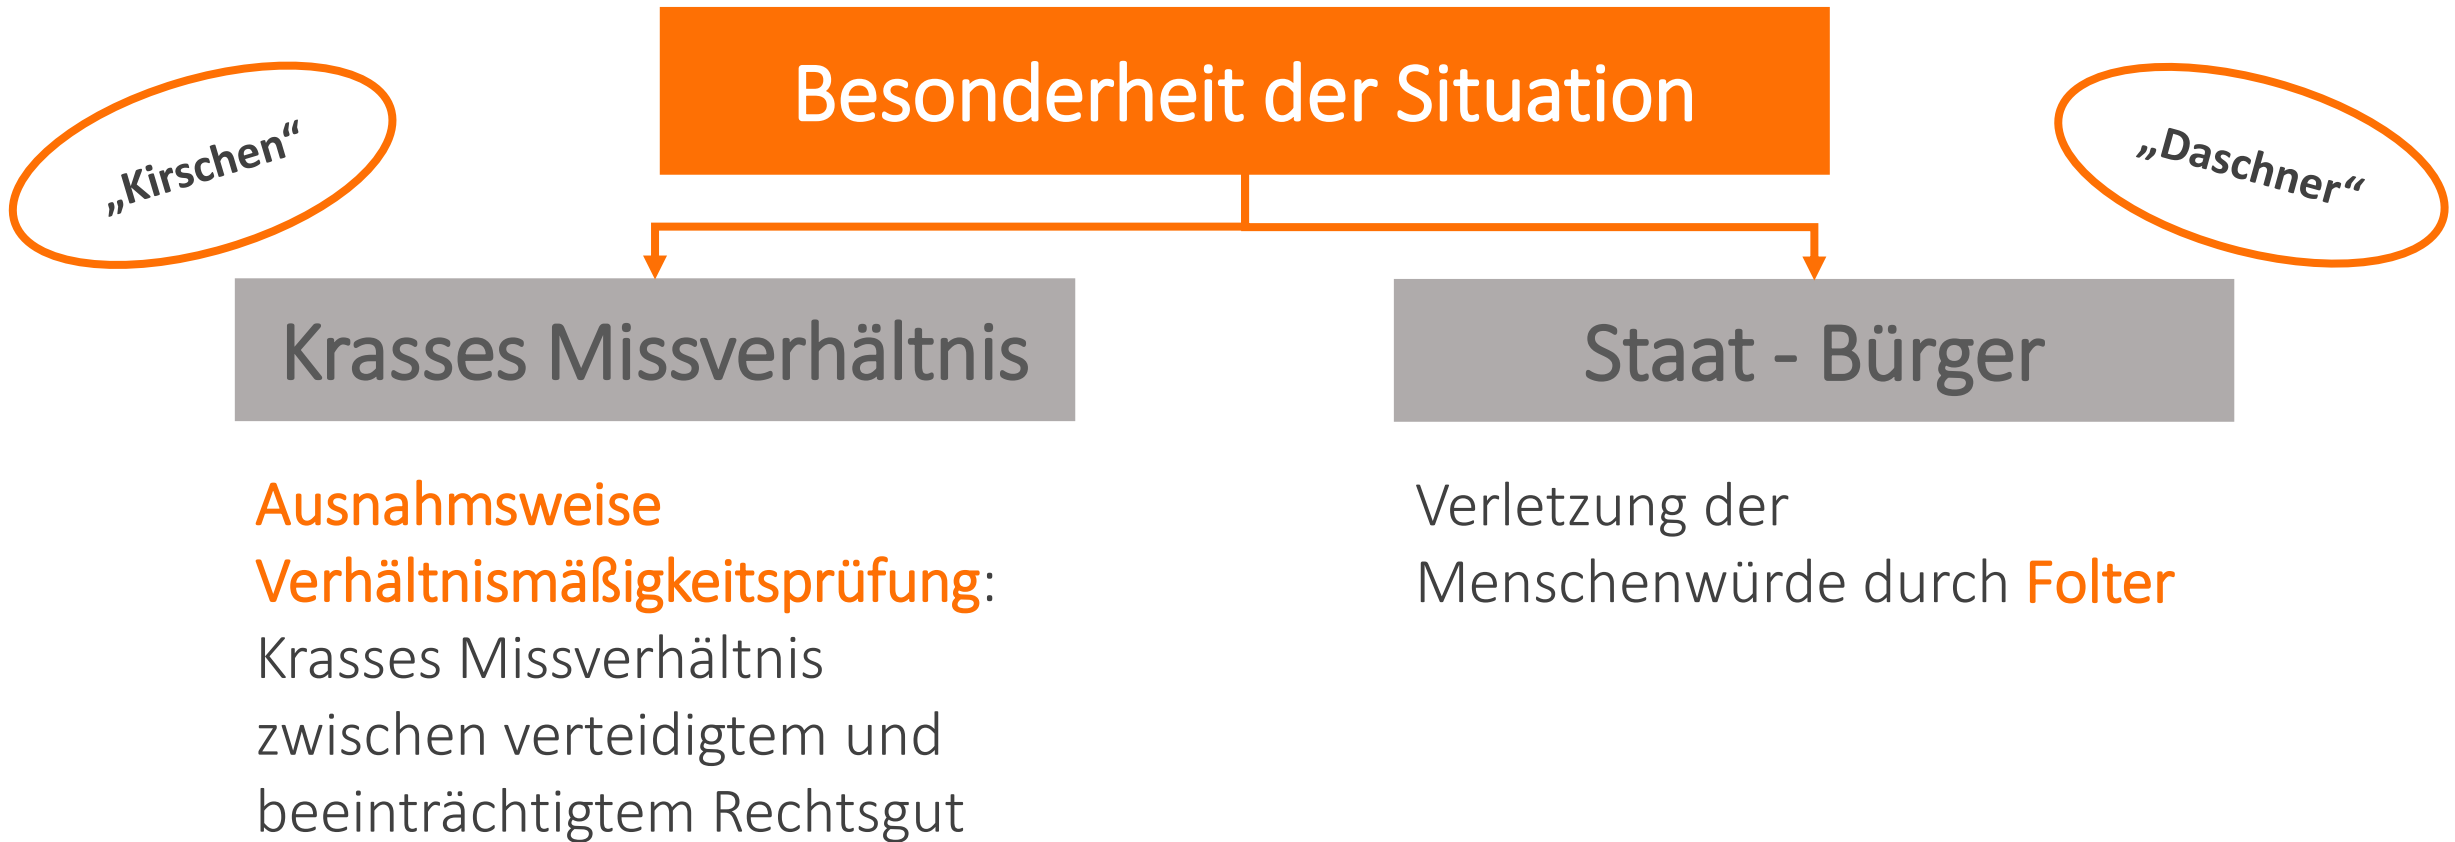 Besonderheit der Situation
„Kirschen“
„Daschner“
Krasses Missverhältnis
Staat - Bürger
Ausnahmsweise
Verhältnismäßigkeitsprüfung:
Krasses Missverhältnis
zwischen verteidigtem und
beeinträchtigtem Rechtsgut
Verletzung der
Menschenwürde durch Folter